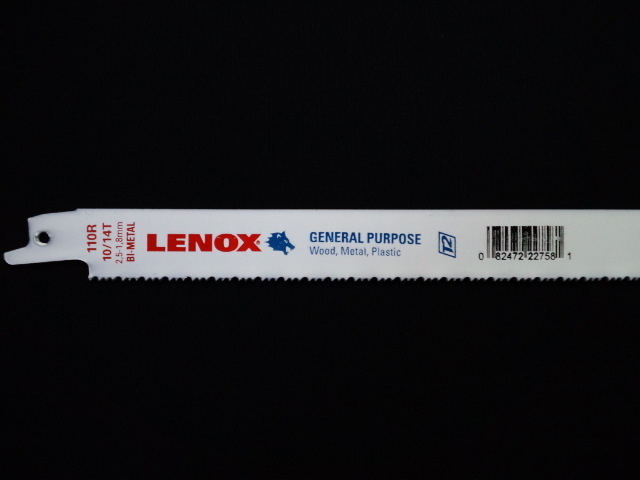 110R
10/14T
2.5-1.8mm
BI-METAL
LENOX®
GENERAL PURPOSE
Wood, Metal, Plastic
T2
0 82472 22758 1